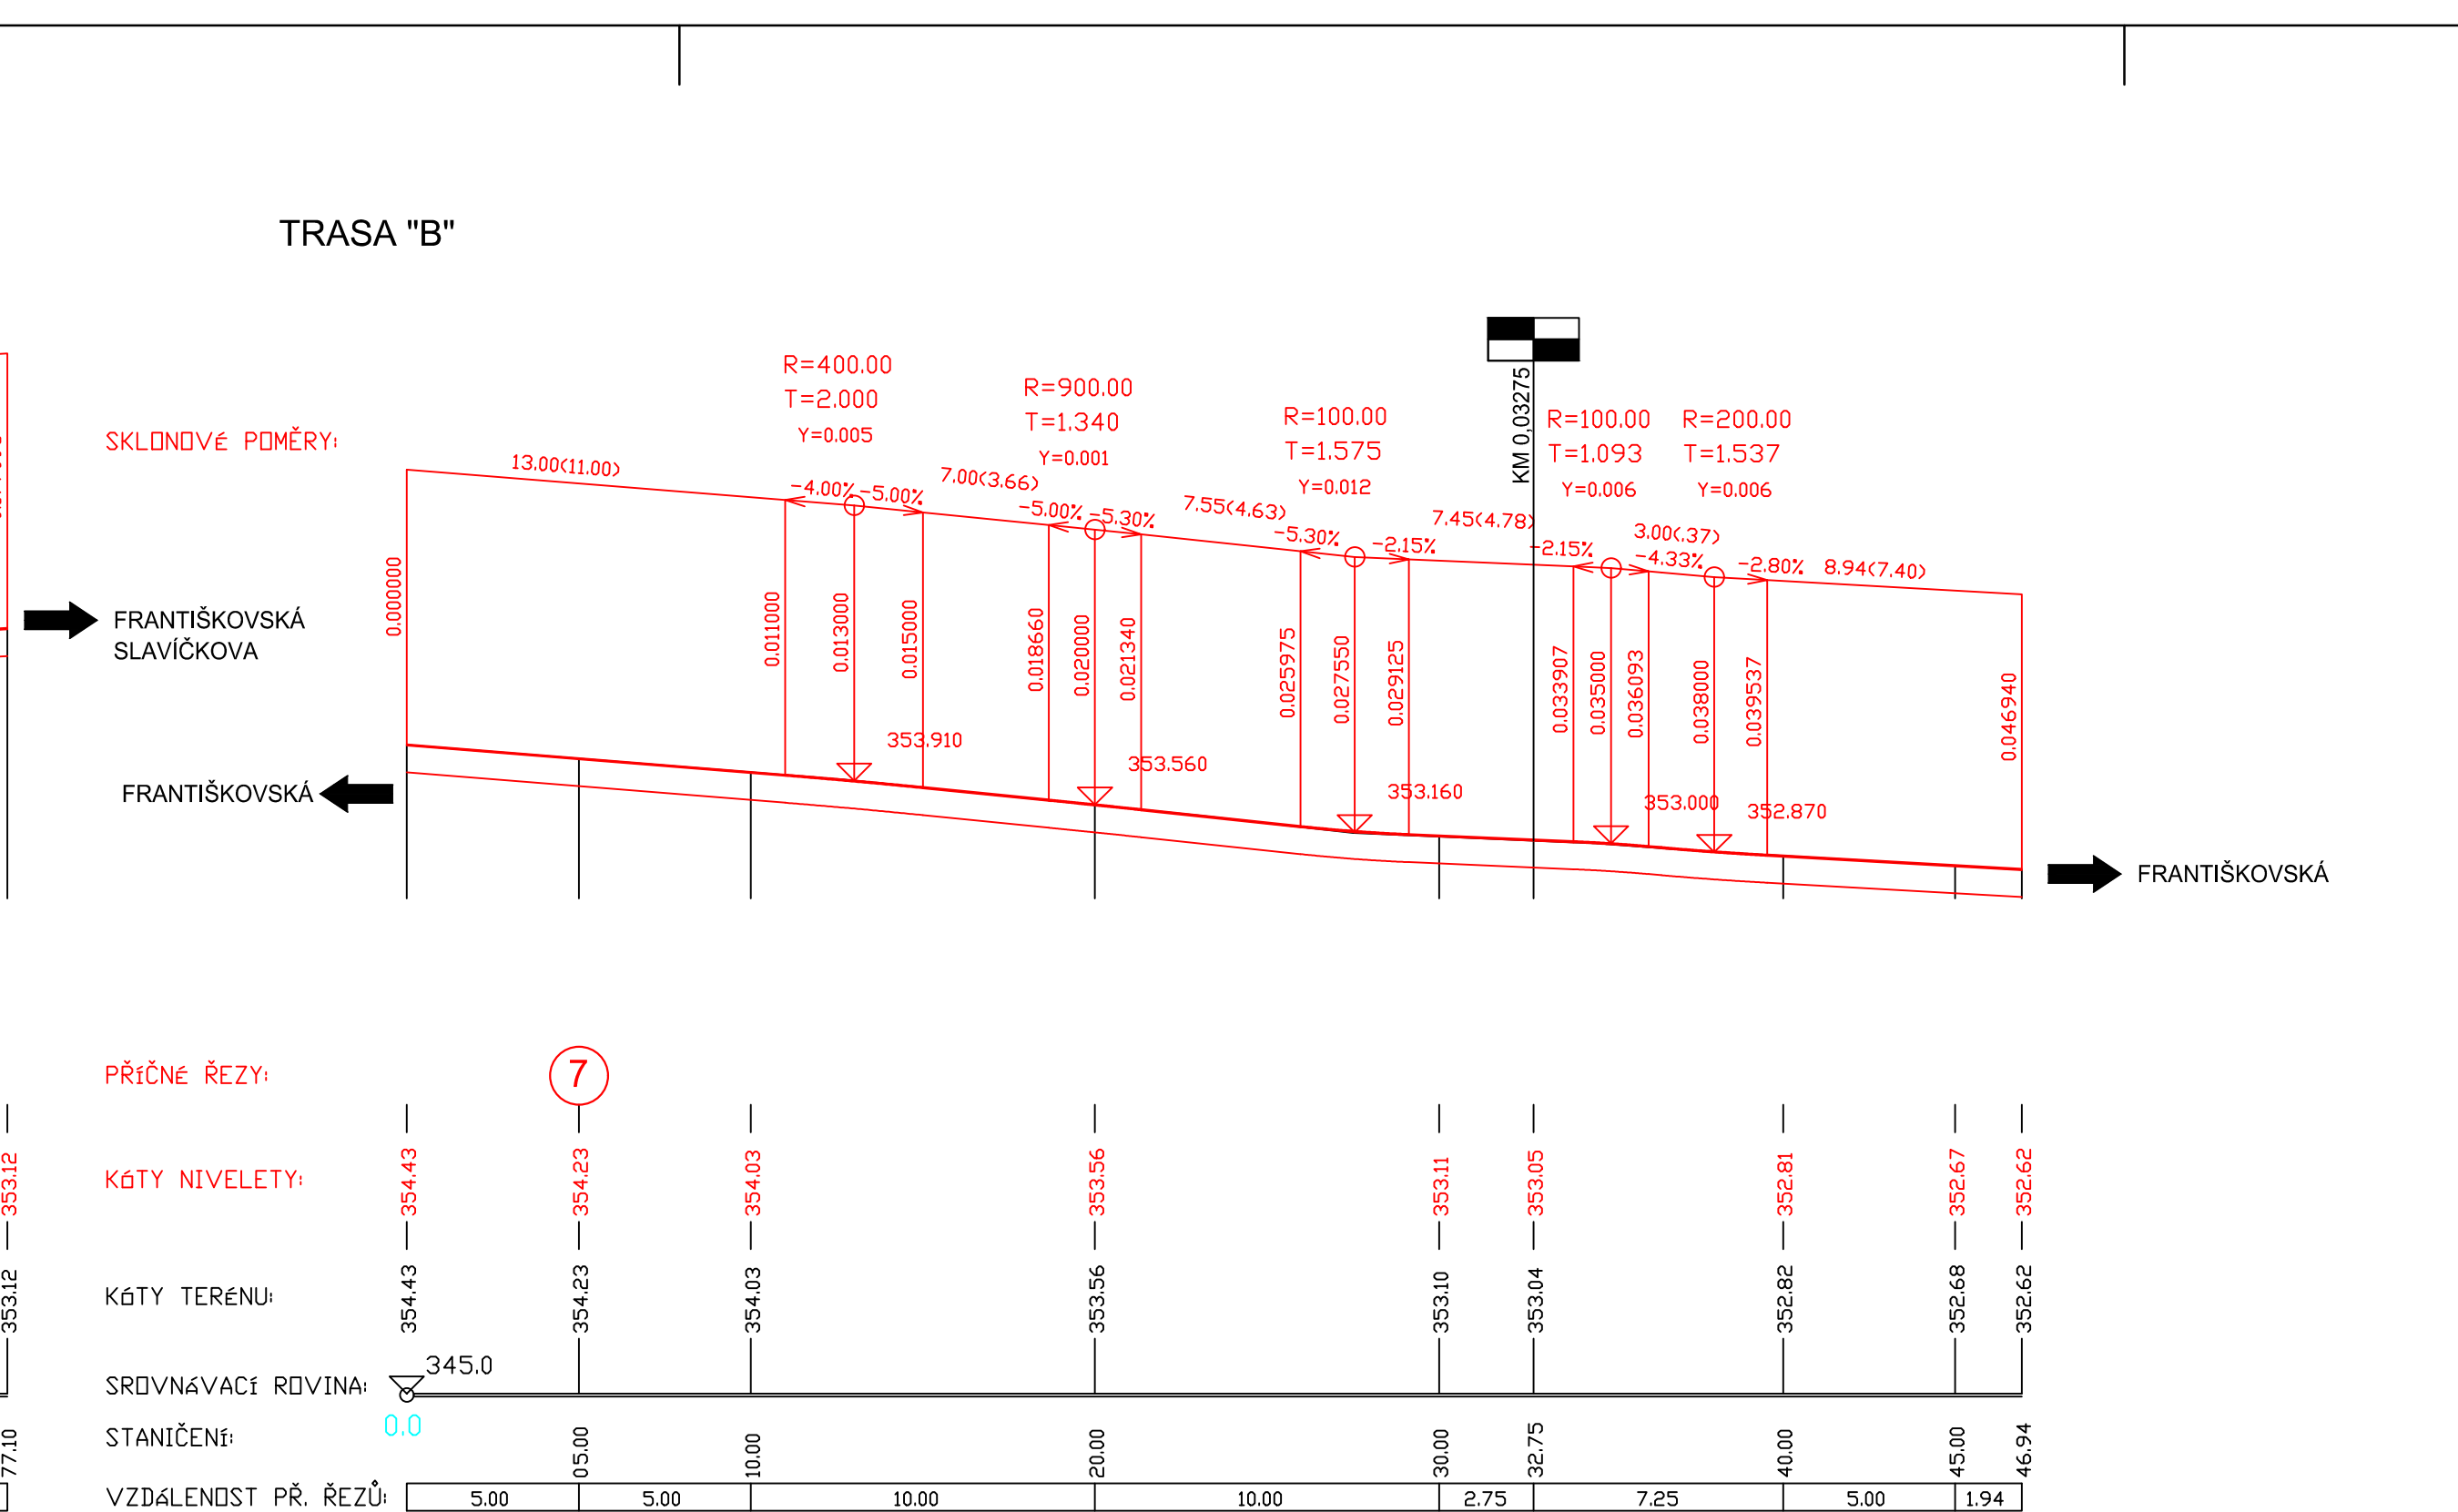 TRASA "B"
SKLONOVÉ POMĚRY:
R=400.00
T=2.000
Y=0.005
R=900.00
T=1.340
Y=0.001
R=100.00
T=1.575
Y=0.012
KM 0,03275
R=100.00
T=1.093
Y=0.006
R=200.00
T=1.537
Y=0.006
13.00(11.00)
-4.00% -5.00%
7.00(3.66)
-5.00% -5.30%
7.55(4.63)
-5.30% -2.15%
7.45(4.78)
-2.15% -4.33%
3.00(.37)
-2.80%
8.94(7.40)
0.000000
0.011000
0.013000
0.015000
0.018660
0.020000
0.021340
0.025975
0.027550
0.029125
0.033907
0.035000
0.036093
0.038000
0.039537
0.046940
FRANTIŠKOVSKÁ
SLAVÍČKOVA
353.910
353.560
353.160
353.000
352.870
FRANTIŠKOVSKÁ
FRANTIŠKOVSKÁ
PŘÍČNÉ ŘEZY:
7
353.12
KÓTY NIVELETY:
354.43 354.23 354.03 353.56 353.11 353.05 352.81 352.67 352.62
353.12
KÓTY TERÉNU:
354.43 354.23 354.03 353.56 353.10 353.04 352.82 352.68 352.62
SROVNÁVACÍ ROVINA:
345.0
77.10
STANIČENÍ:
0.0 05.00 10.00 20.00 30.00 32.75 40.00 45.00 46.94
VZDÁLENOST PŘ. ŘEZŮ:
5.00 5.00 10.00 10.00 2.75 7.25 5.00 1.94